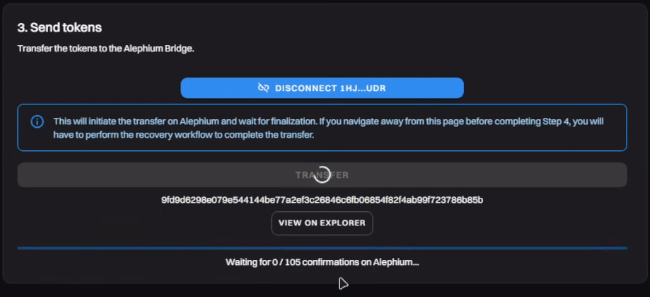 3. Send tokens
Transfer the tokens to the Alephium Bridge.
DISCONNECT 1HJ...UDR
This will initiate the transfer on Alephium and wait for finalization. If you navigate away from this page before completing Step 4, you will
have to perform the recovery workflow to complete the transfer.
TRANSFER
9fd9d6298e079e544144be77a2ef3c26846c6fb06854f82f4ab99f723786b85b
VIEW ON EXPLORER
Waiting for 0 / 105 confirmations on Alephium...